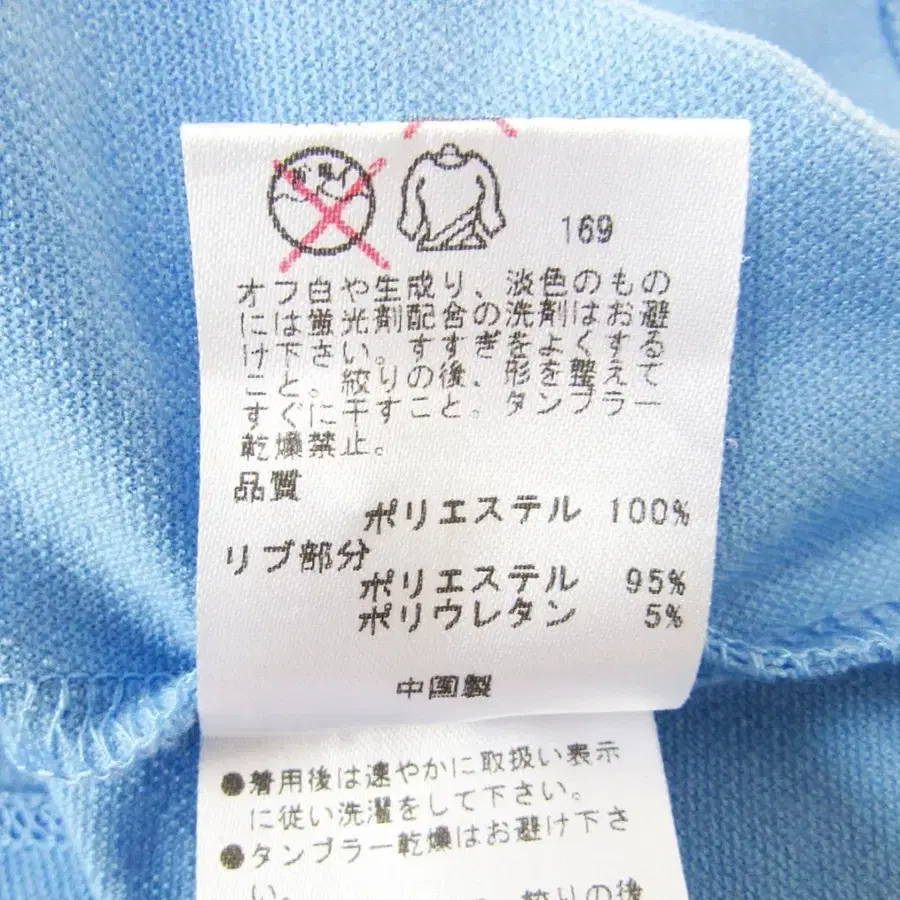 169
オフ白や生成り、淡色のもの
には蛍光剤配合の洗剤はお避
け下さい。すすぎをよくする
こと。絞りの後、形を整えて
すぐに干すこと。タンブラー
乾燥禁止。
品質
ポリエステル 100%
リブ部分
ポリエステル 95%
ポリウレタン 5%
中国製
●着用後は速やかに取扱い表示
に従い洗濯をして下さい。
●タンブラー乾燥はお避け下さ
い。
絞りの後